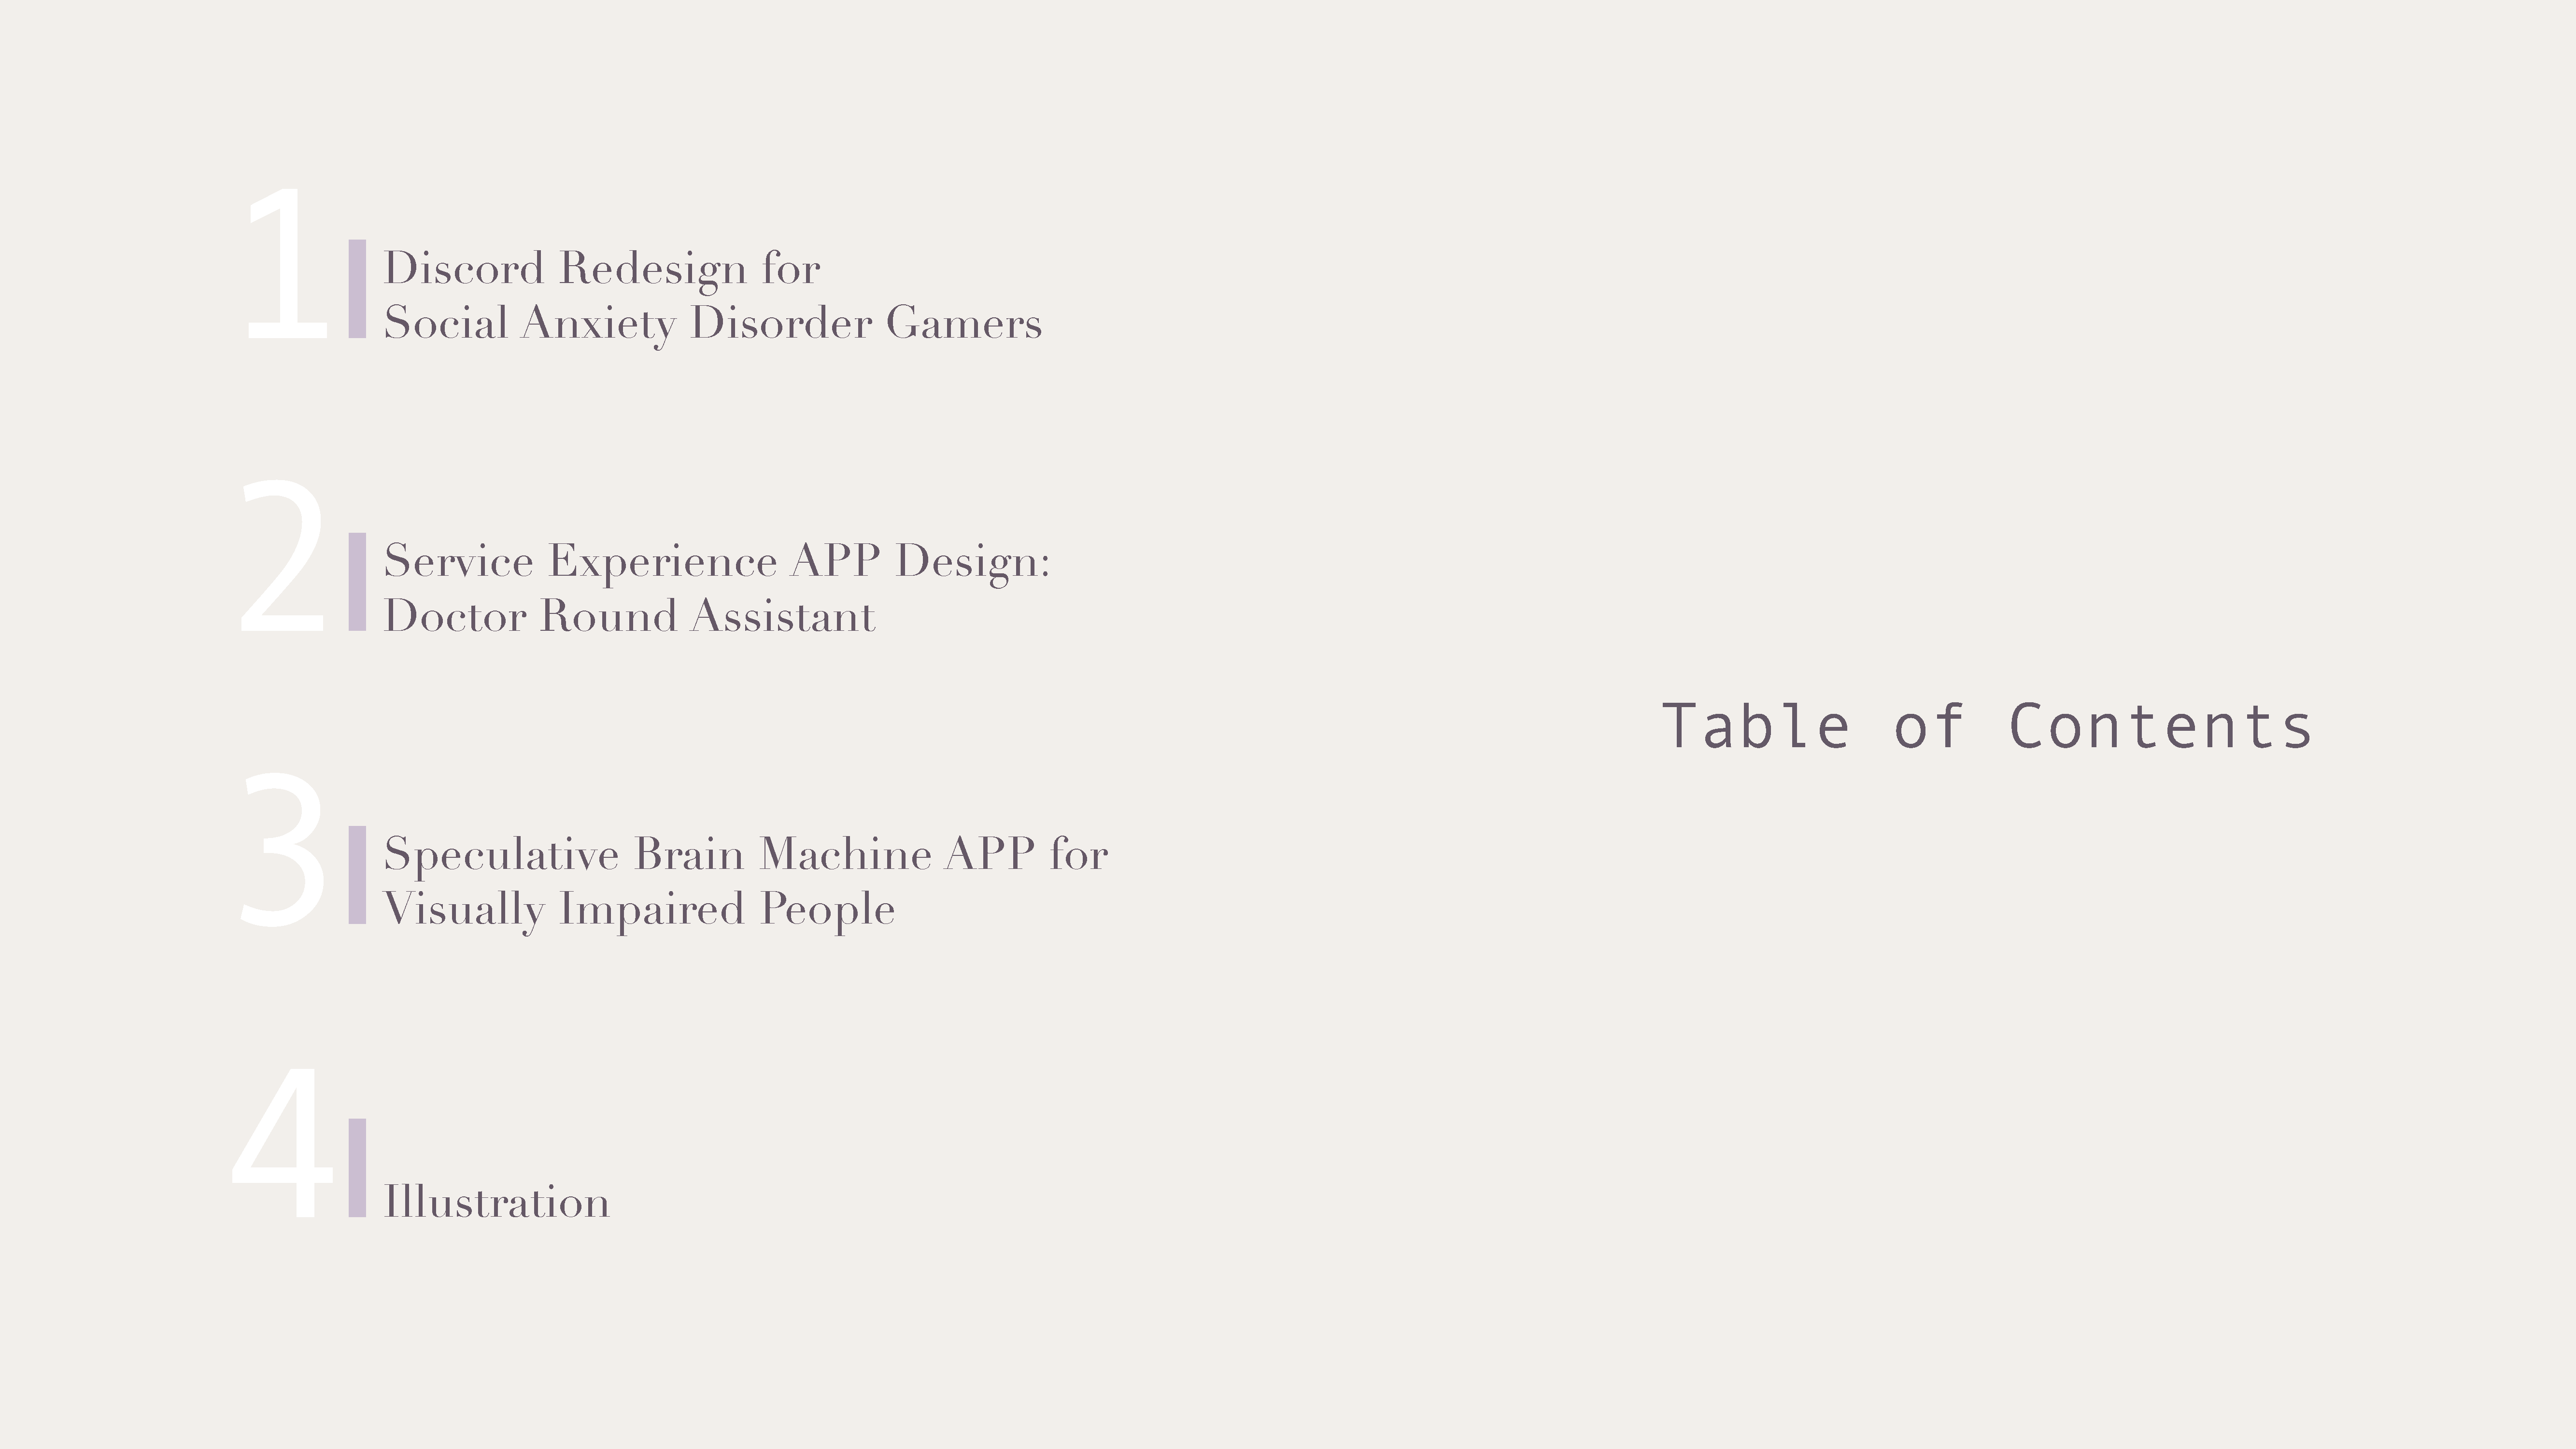 1
Discord Redesign for
Social Anxiety Disorder Gamers
2
Service Experience APP Design:
Doctor Round Assistant
3
Speculative Brain Machine APP for
Visually Impaired People
4
Illustration
Table of Contents